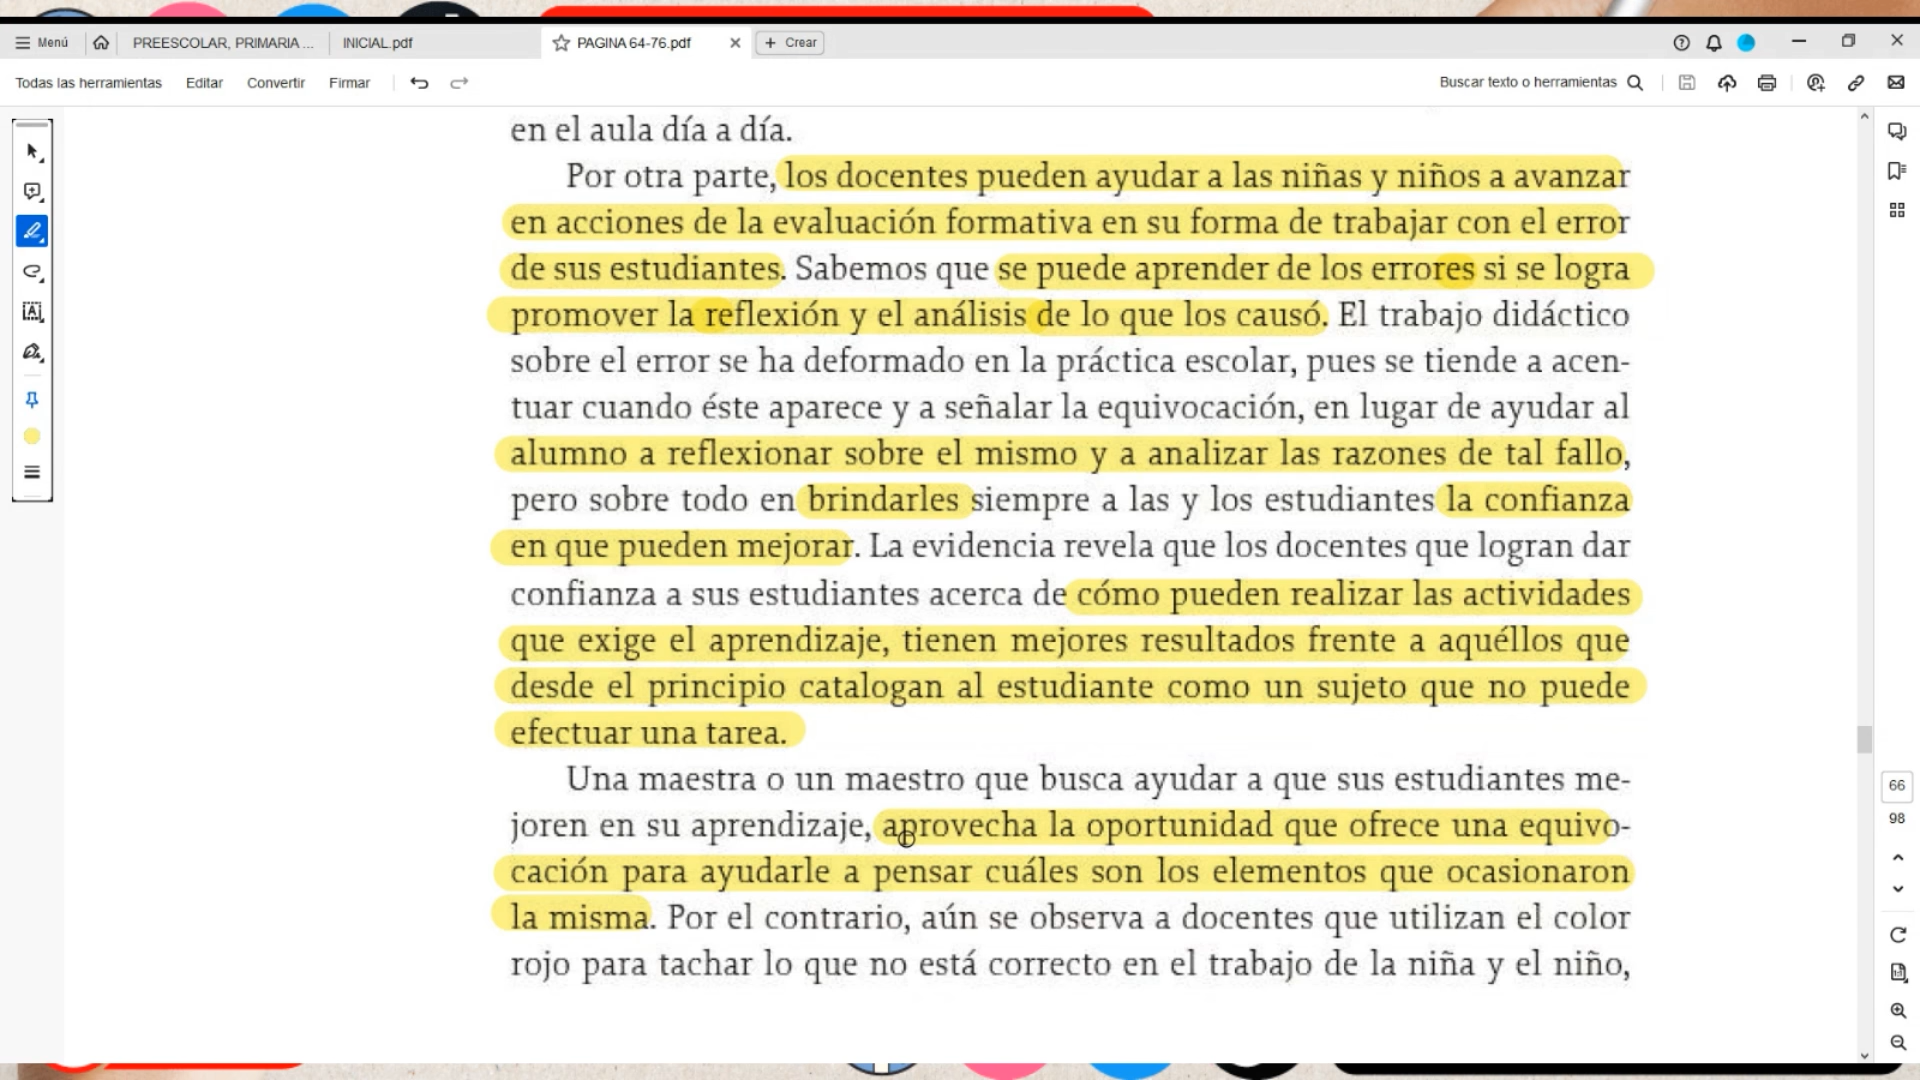 Menú
PREESCOLAR, PRIMARIA ...
INICIAL.pdf
PAGINA 64-76.pdf
+ Crear
Todas las herramientas
Editar
Convertir
Firmar
Buscar texto o herramientas
en el aula día a día.
Por otra parte, los docentes pueden ayudar a las niñas y niños a avanzar
en acciones de la evaluación formativa en su forma de trabajar con el error
de sus estudiantes. Sabemos que se puede aprender de los errores si se logra
promover la reflexión y el análisis de lo que los causó. El trabajo didáctico
sobre el error se ha deformado en la práctica escolar, pues se tiende a acen-
tuar cuando éste aparece y a señalar la equivocación, en lugar de ayudar al
alumno a reflexionar sobre el mismo y a analizar las razones de tal fallo,
pero sobre todo en brindarles siempre a las y los estudiantes la confianza
en que pueden mejorar. La evidencia revela que los docentes que logran dar
confianza a sus estudiantes acerca de cómo pueden realizar las actividades
que exige el aprendizaje, tienen mejores resultados frente a aquéllos que
desde el principio catalogan al estudiante como un sujeto que no puede
efectuar una tarea.
Una maestra o un maestro que busca ayudar a que sus estudiantes me-
joren en su aprendizaje, aprovecha la oportunidad que ofrece una equivo-
cación para ayudarle a pensar cuáles son los elementos que ocasionaron
la misma. Por el contrario, aún se observa a docentes que utilizan el color
rojo para tachar lo que no está correcto en el trabajo de la niña y el niño,
66
98